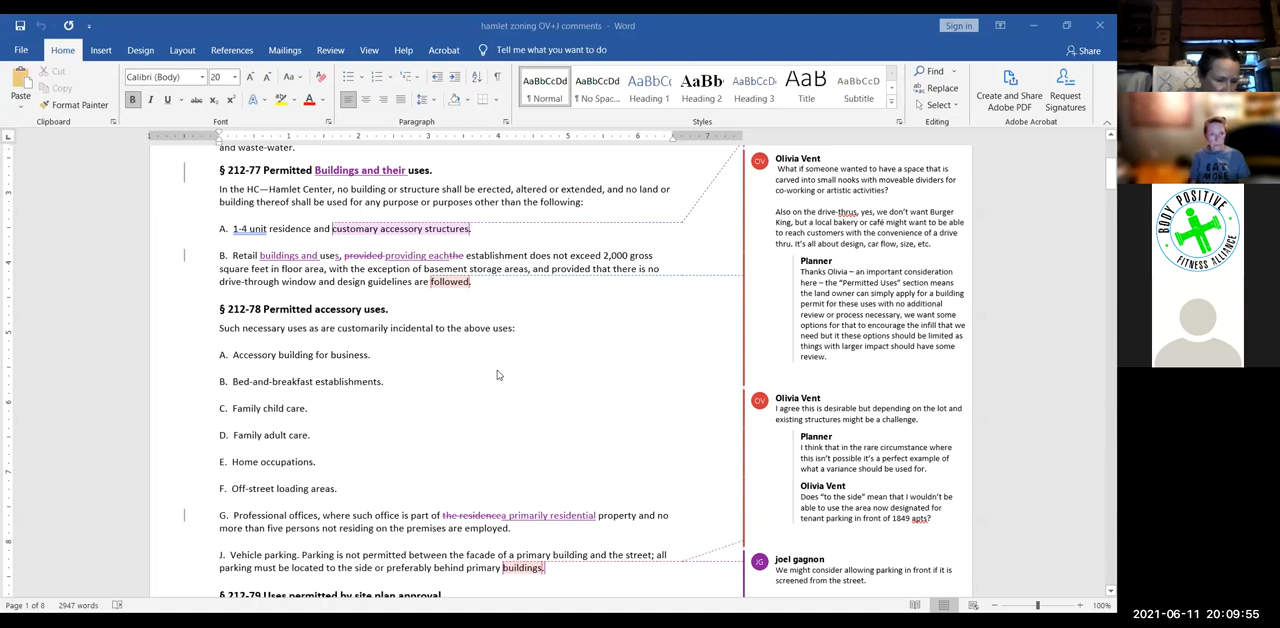 hamlet zoning OV+J comments - Word
Sign in
File Home Insert Design Layout References Mailings Review View Help Acrobat Tell me what you want to do
Share
Paste
Cut
Copy
Format Painter
Clipboard
Calibri (Body) 20
Font
Paragraph
AaBbCcDd AaBbCcDd AaBbCc AaBb AaBbCcDd AaB AaBbCcD
¶ Normal ¶ No Spac... Heading 1 Heading 2 Heading 3 Title Subtitle
Styles
Find
Replace
Select
Editing
Create and Share Adobe PDF
Request Signatures
Adobe Acrobat
and waste-water.
§ 212-77 Permitted Buildings and their uses.
In the HC—Hamlet Center, no building or structure shall be erected, altered or extended, and no land or
building thereof shall be used for any purpose or purposes other than the following:
A. 1-4 unit residence and customary accessory structures.
B. Retail buildings and uses, provided providing eachthe establishment does not exceed 2,000 gross
square feet in floor area, with the exception of basement storage areas, and provided that there is no
drive-through window and design guidelines are followed.
§ 212-78 Permitted accessory uses.
Such necessary uses as are customarily incidental to the above uses:
A. Accessory building for business.
B. Bed-and-breakfast establishments.
C. Family child care.
D. Family adult care.
E. Home occupations.
F. Off-street loading areas.
G. Professional offices, where such office is part of the residencea primarily residential property and no
more than five persons not residing on the premises are employed.
J. Vehicle parking. Parking is not permitted between the facade of a primary building and the street; all
parking must be located to the side or preferably behind primary buildings.
§ 212-79 Uses permitted by site plan approval.
OV
Olivia Vent
What if someone wanted to have a space that is
carved into small nooks with moveable dividers for
co-working or artistic activities?
Also on the drive-thrus, yes, we don't want Burger
King, but a local bakery or café might want to be able
to reach customers with the convenience of a drive
thru. It's all about design, car flow, size, etc.
Planner
Thanks Olivia – an important consideration
here – the "Permitted Uses" section means
the land owner can simply apply for a building
permit for these uses with no additional
review or process necessary, we want some
options for that to encourage the infill that we
need but it these options should be limited as
things with larger impact should have some
review.
OV
Olivia Vent
I agree this is desirable but depending on the lot and
existing structures might be a challenge.
Planner
I think that in the rare circumstance where
this isn't possible it's a perfect example of
what a variance should be used for.
Olivia Vent
Does "to the side" mean that I wouldn't be
able to use the area now designated for
tenant parking in front of 1849 apts?
JG
joel gagnon
We might consider allowing parking in front if it is
screened from the street.
Page 1 of 8 2947 words
100%
EAT
BODY POSITIVE
FITNESS ALLIANCE
2021-06-11 20:09:55